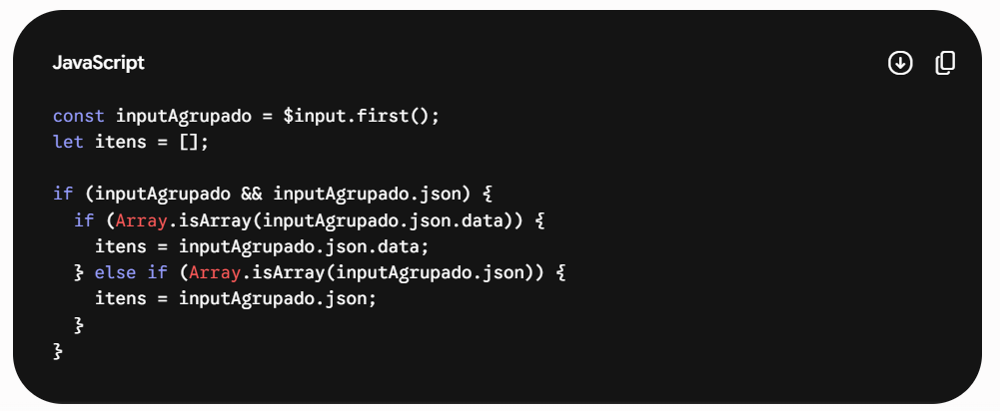 JavaScript
const inputAgrupado = $input.first();
let itens = [];
if (inputAgrupado && inputAgrupado.json) {
  if (Array.isArray(inputAgrupado.json.data)) {
    itens = inputAgrupado.json.data;
  } else if (Array.isArray(inputAgrupado.json)) {
    itens = inputAgrupado.json;
  }
}